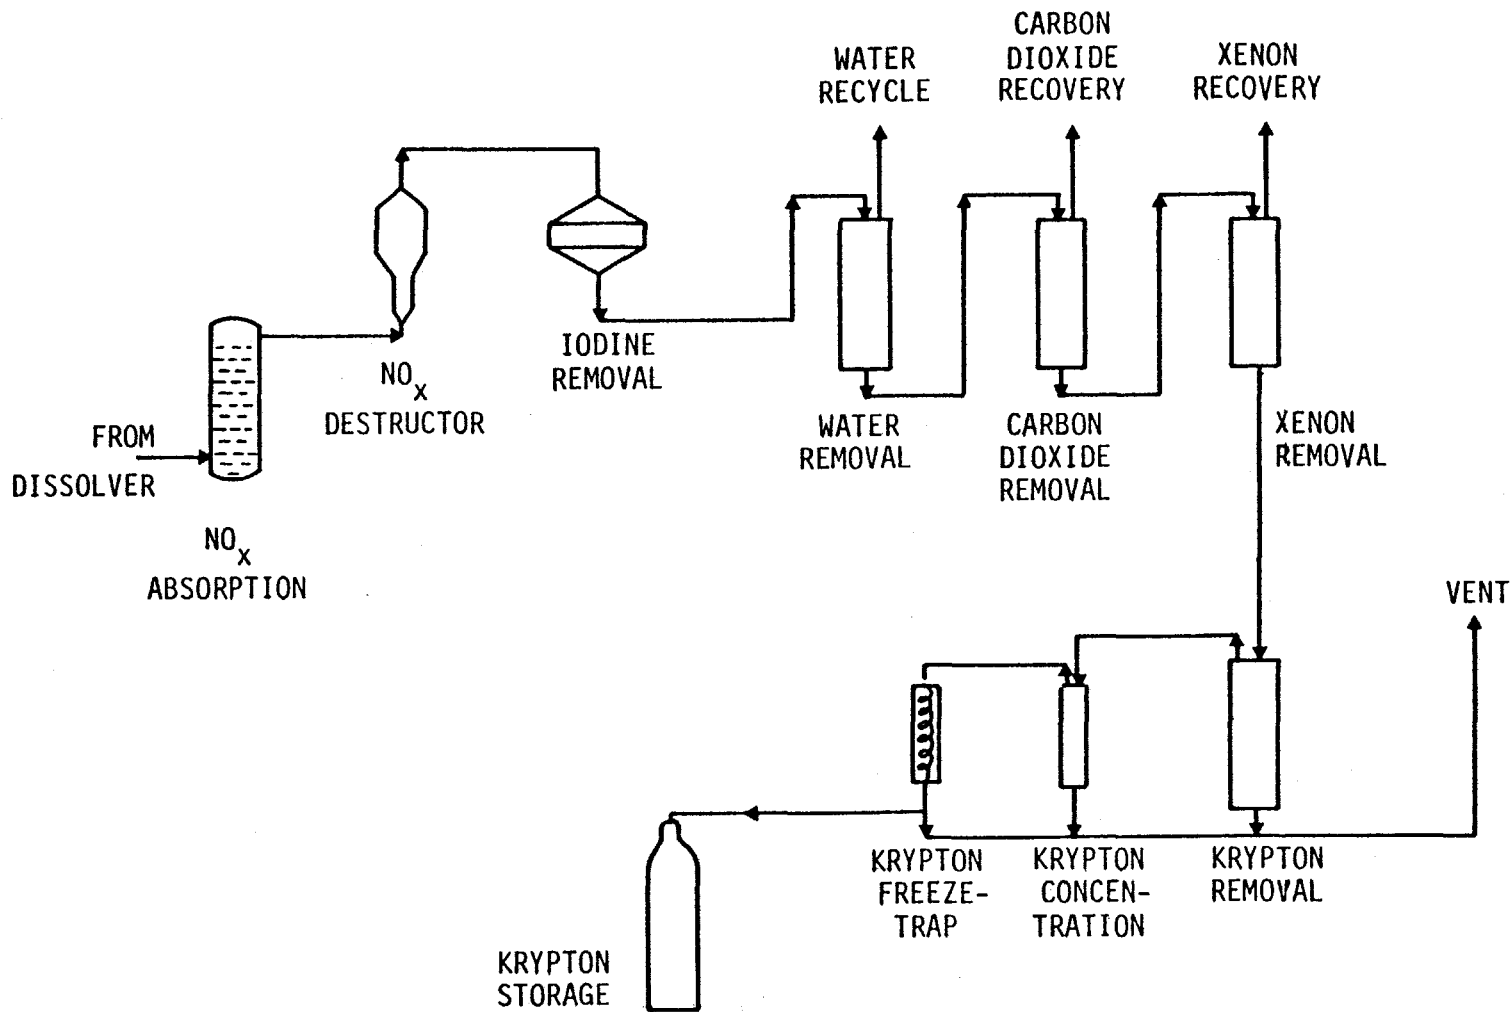 WATER
RECYCLE
CARBON
DIOXIDE
RECOVERY
XENON
RECOVERY
IODINE
REMOVAL
NOx
DESTRUCTOR
FROM
DISSOLVER
NOx
ABSORPTION
WATER
REMOVAL
CARBON
DIOXIDE
REMOVAL
XENON
REMOVAL
VENT
KRYPTON
FREEZE-
TRAP
KRYPTON
CONCEN-
TRATION
KRYPTON
REMOVAL
KRYPTON
STORAGE